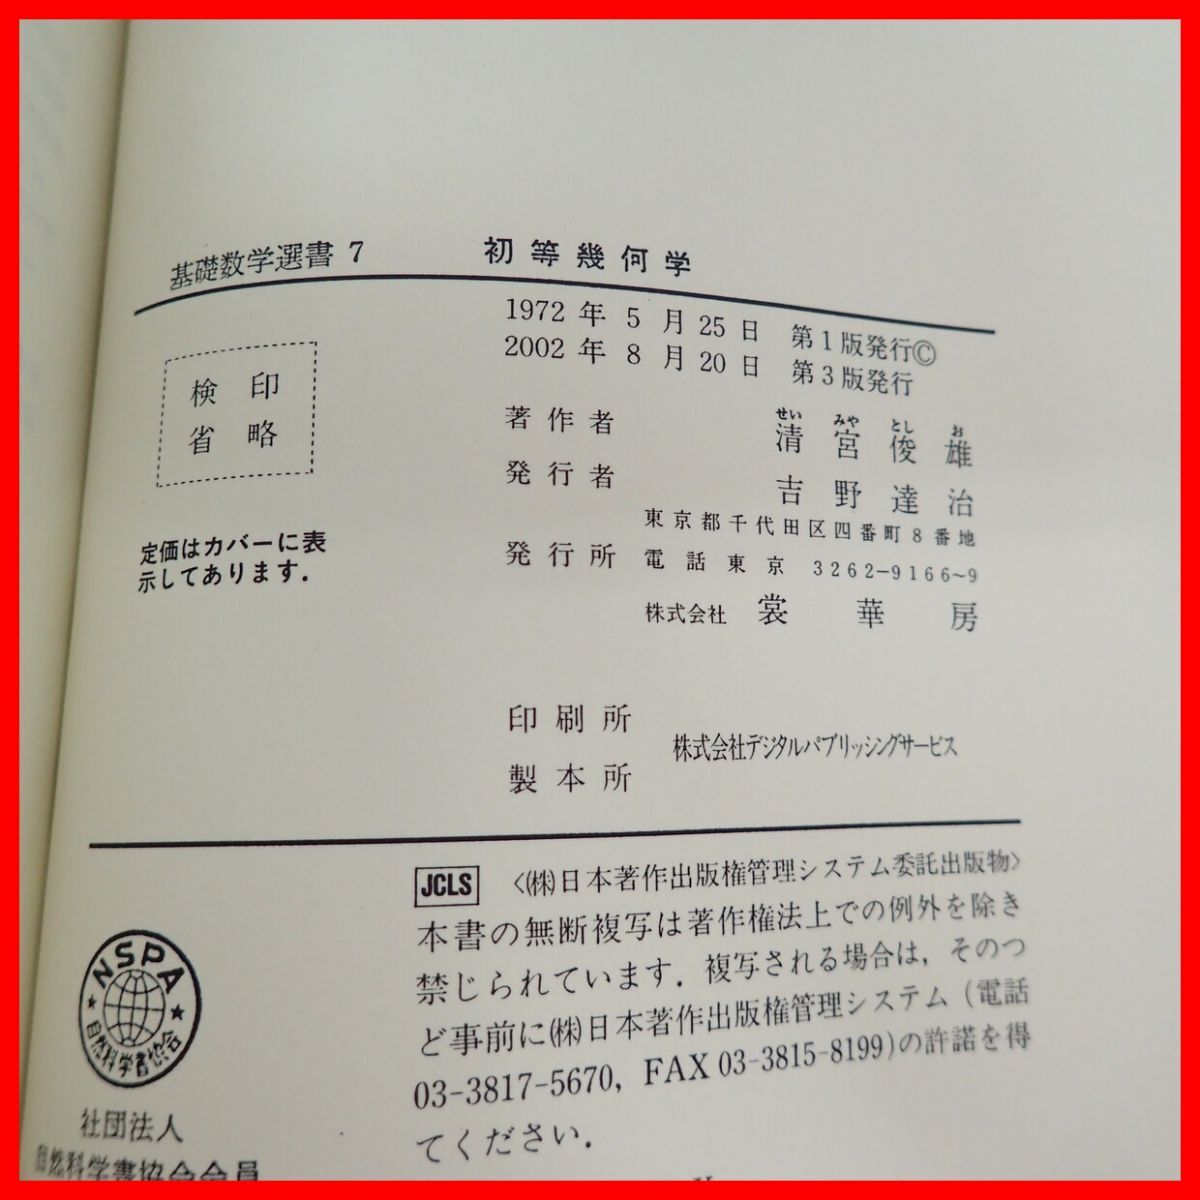 基礎数学選書 7 初等幾何学
1972 年 5 月 25 日 第1版発行Ⓒ
2002 年 8 月 20 日 第3版発行
検 印
省 略
定価はカバーに表
示してあります．
せい みや とし お
著作者 清宮俊雄
発行者 吉野達治
東京都千代田区四番町8番地
発行所 電話東京 3262-9166~9
株式会社 裳華房
印刷所
製本所
株式会社デジタルパブリッシングサービス
JCLS 〈㈱日本著作出版権管理システム委託出版物〉
本書の無断複写は著作権法上での例外を除き
禁じられています．複写される場合は，そのつ
ど事前に㈱日本著作出版権管理システム（電話
03-3817-5670，FAX 03-3815-8199）の許諾を得
てください．
NSPA
自然科学書協会
社団法人
自然科学書協会会員